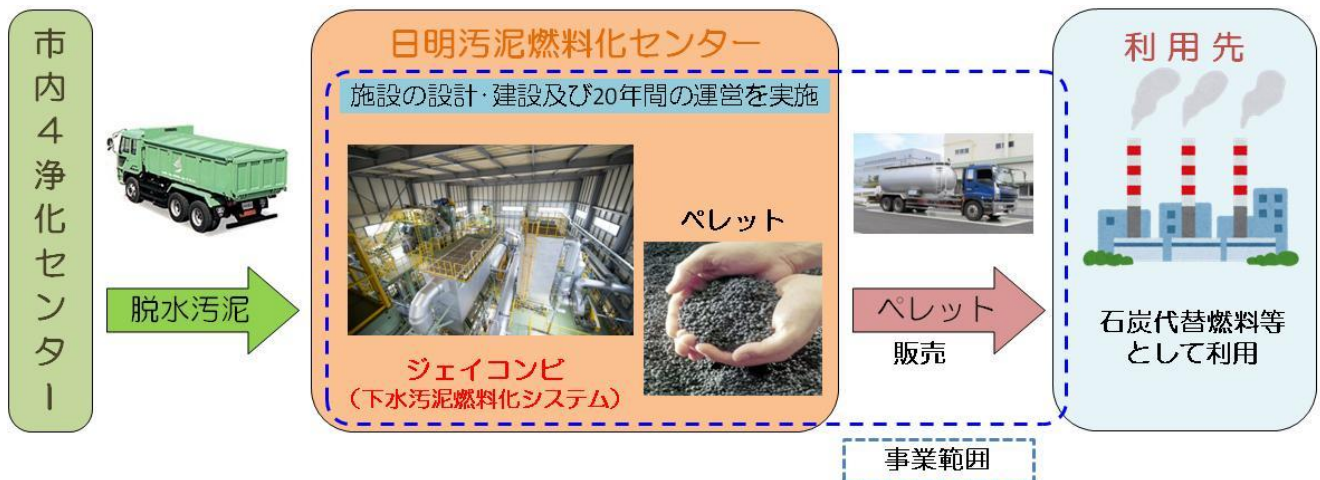 市内4浄化センター
脱水汚泥
日明汚泥燃料化センター
施設の設計・建設及び20年間の運営を実施
ペレット
ジェイコンビ
（下水汚泥燃料化システム）
ペレット
販売
利用先
石炭代替燃料等
として利用
事業範囲